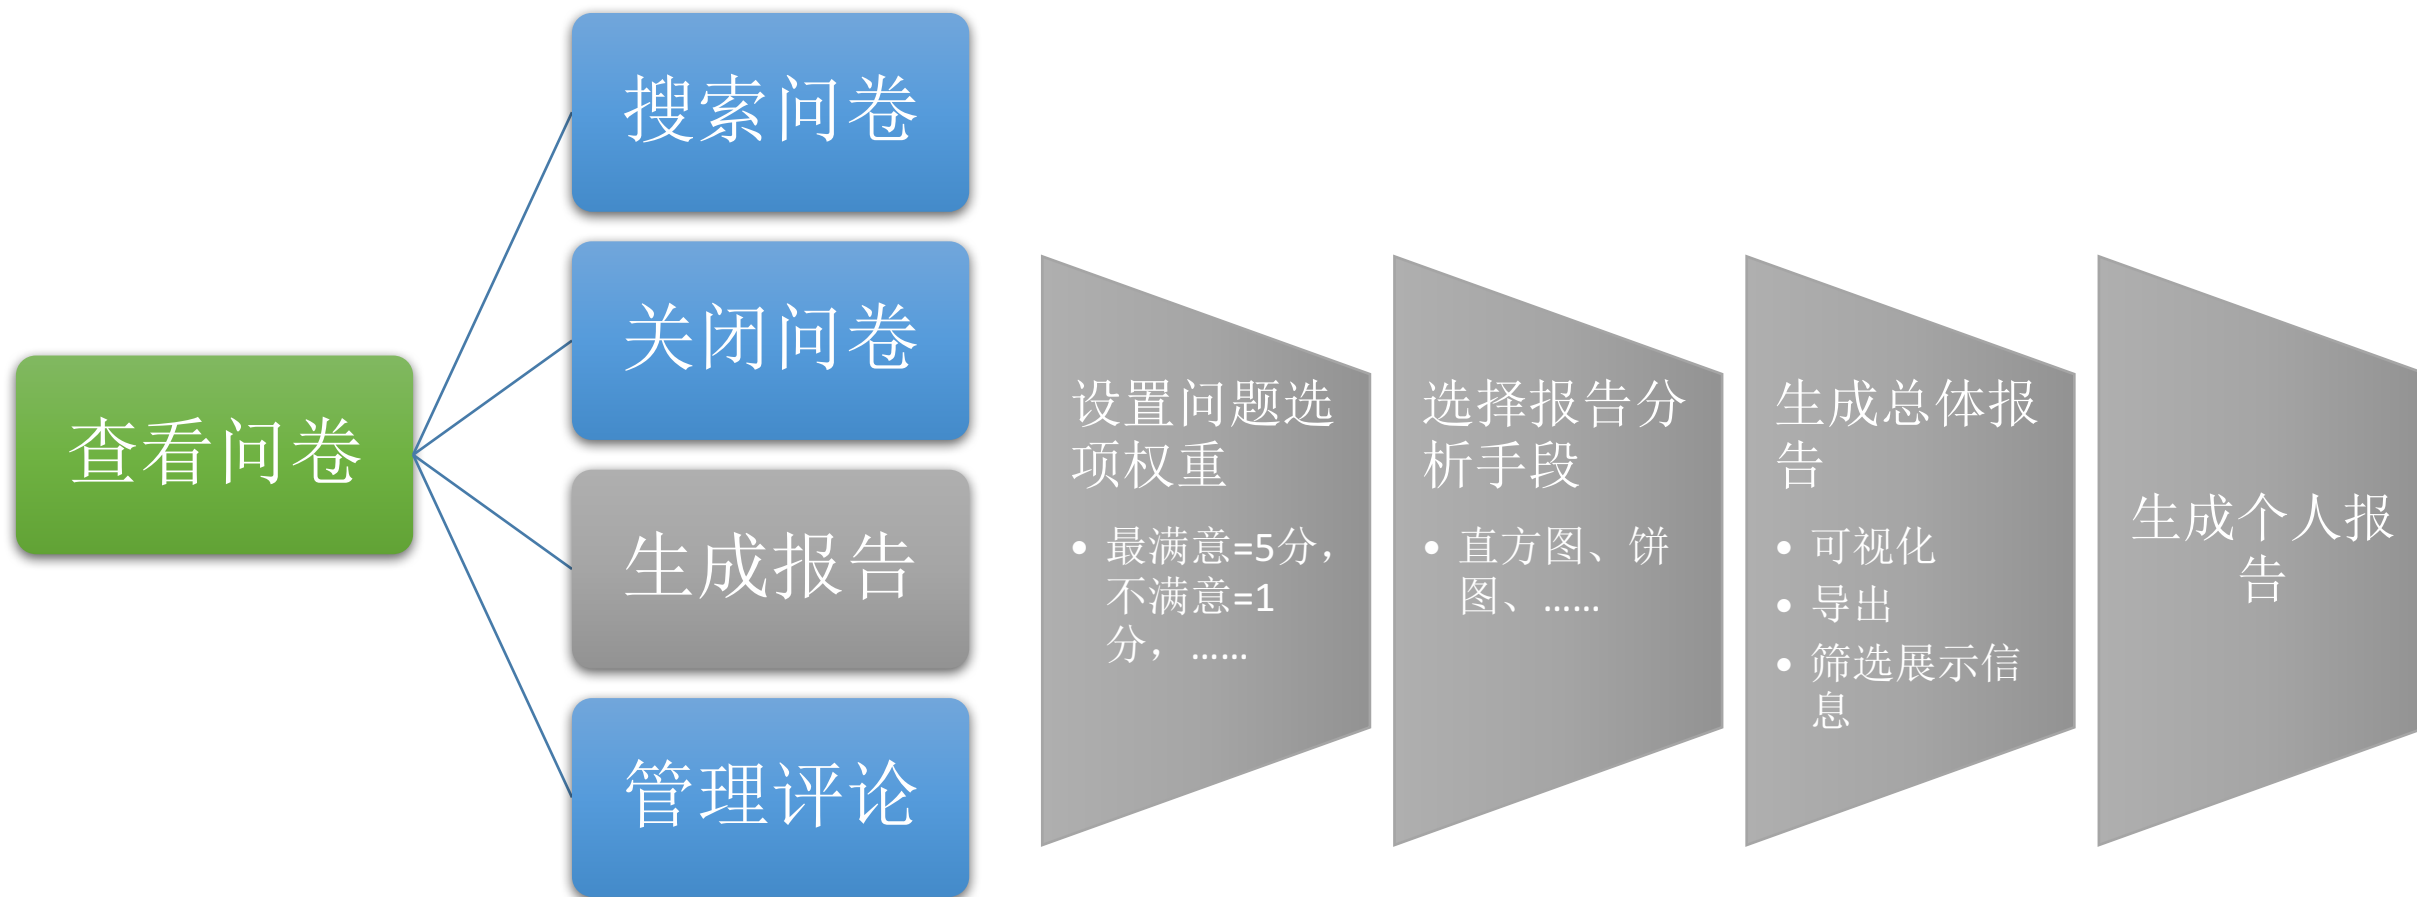 查看问卷
搜索问卷
关闭问卷
生成报告
管理评论
设置问题选
项权重
• 最满意=5分，
不满意=1
分，……
选择报告分
析手段
• 直方图、饼
图、……
生成总体报
告
• 可视化
• 导出
• 筛选展示信
息
生成个人报
告